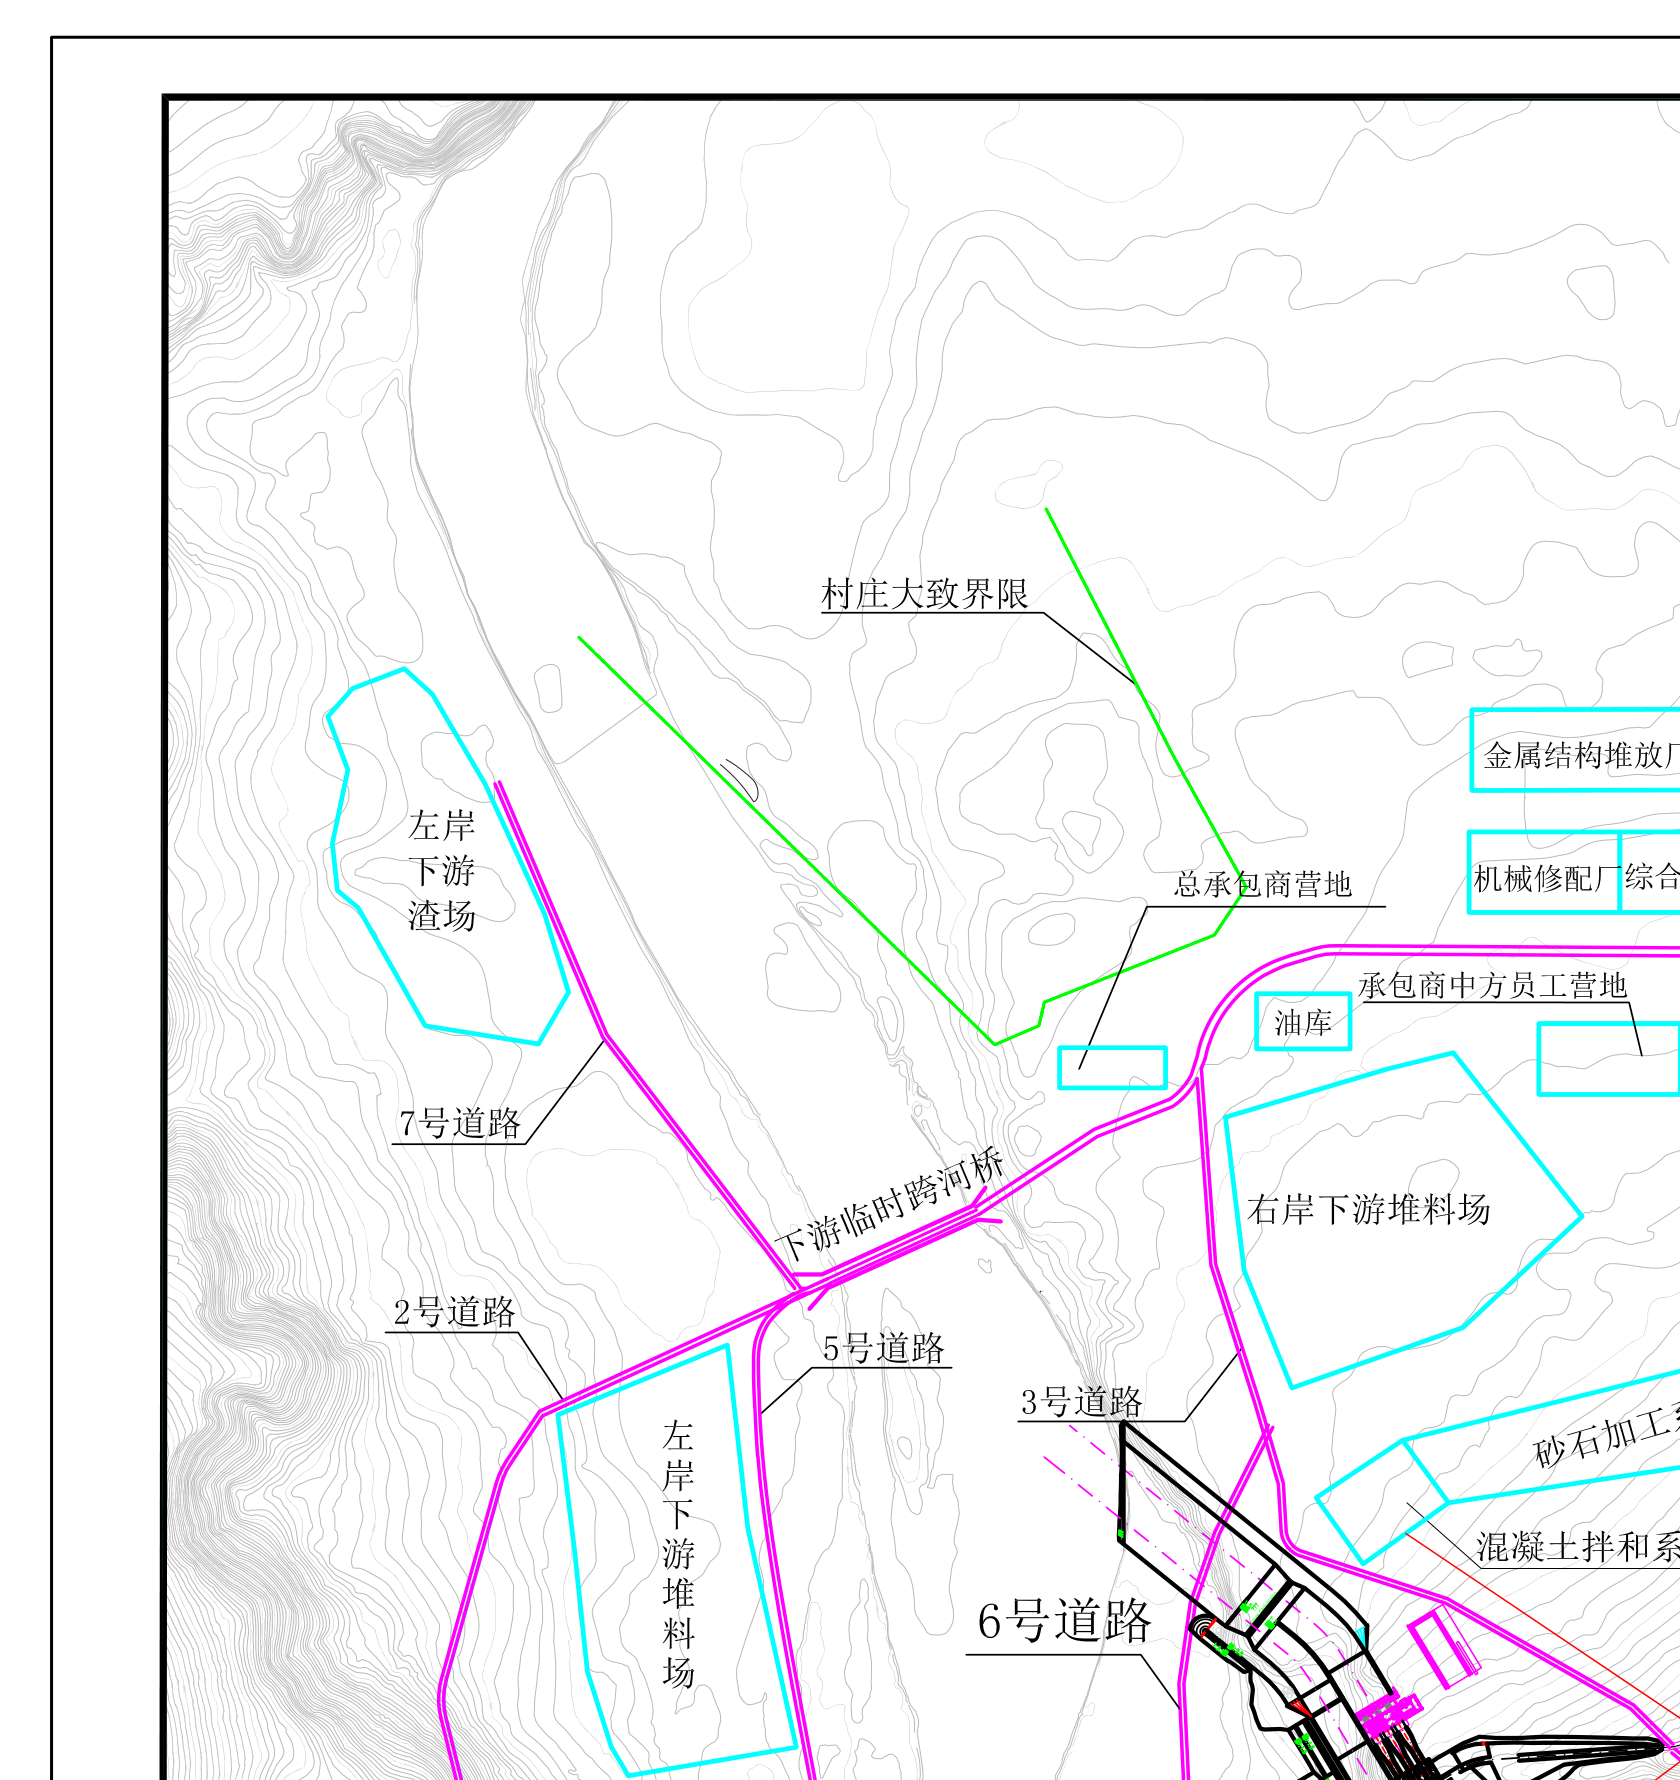 村庄大致界限
金属结构堆放厂
左岸
下游
渣场
机械修配厂
综合
总承包商营地
承包商中方员工营地
油库
7号道路
下游临时跨河桥
右岸下游堆料场
2号道路
5号道路
3号道路
左
岸
下
游
堆
料
场
砂石加工系
混凝土拌和系
6号道路